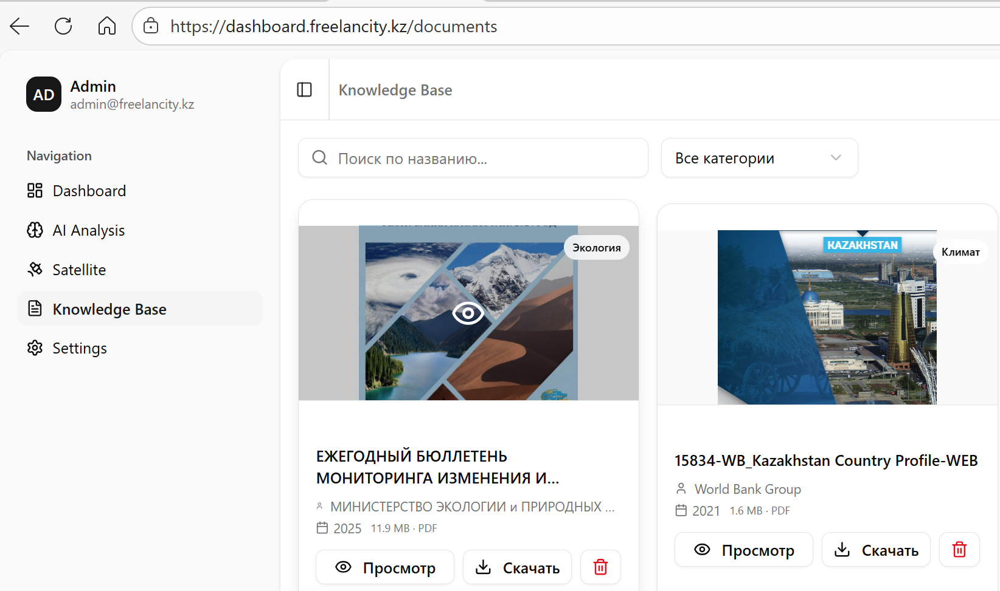 https://dashboard.freelancity.kz/documents
AD
Admin
admin@freelancity.kz
Navigation
Dashboard
AI Analysis
Satellite
Knowledge Base
Settings
Knowledge Base
Поиск по названию...
Все категории
Экология
ЕЖЕГОДНЫЙ БЮЛЛЕТЕНЬ
МОНИТОРИНГА ИЗМЕНЕНИЯ И...
МИНИСТЕРСТВО ЭКОЛОГИИ и ПРИРОДНЫХ ...
2025 11.9 MB · PDF
Просмотр
Скачать
KAZAKHSTAN
Климат
15834-WB_Kazakhstan Country Profile-WEB
World Bank Group
2021 1.6 MB · PDF
Просмотр
Скачать